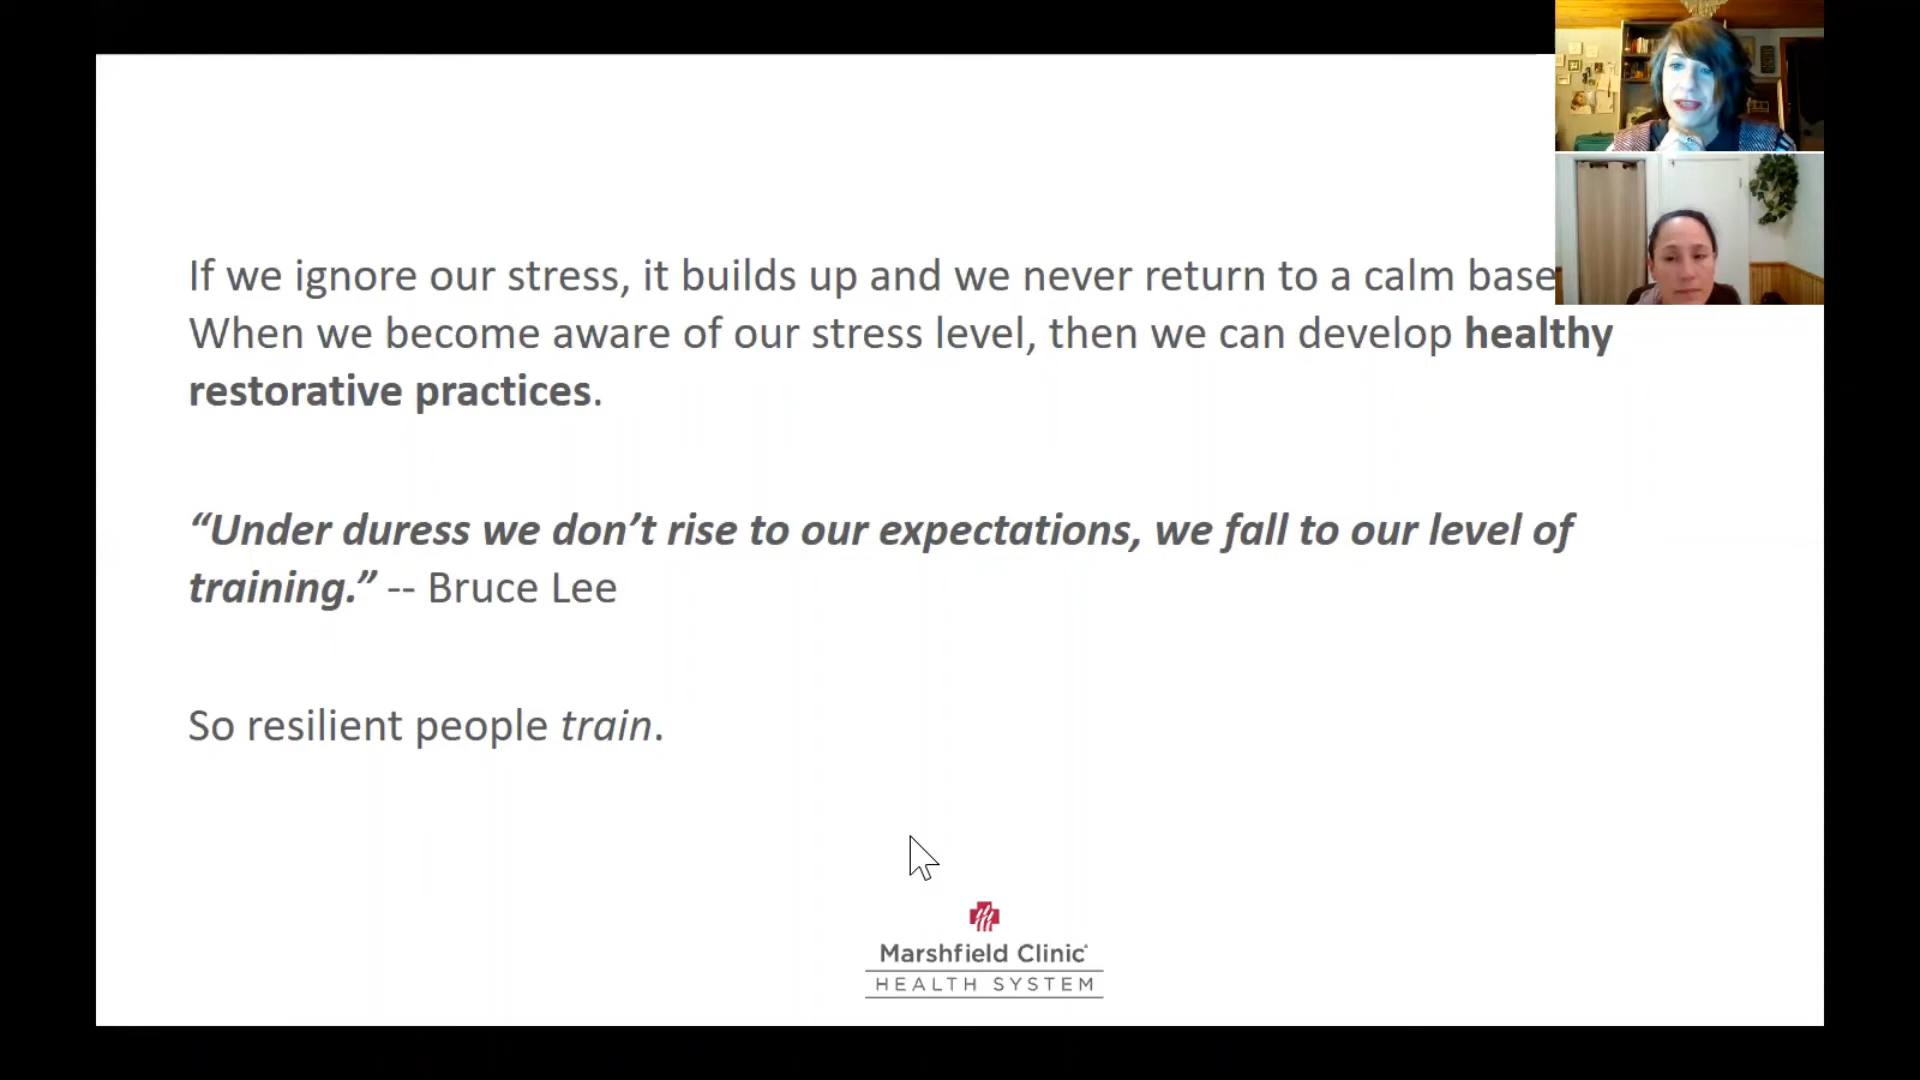 If we ignore our stress, it builds up and we never return to a calm base
When we become aware of our stress level, then we can develop healthy
restorative practices.
“Under duress we don’t rise to our expectations, we fall to our level of
training.” -- Bruce Lee
So resilient people train.
Marshfield Clinic
HEALTH SYSTEM